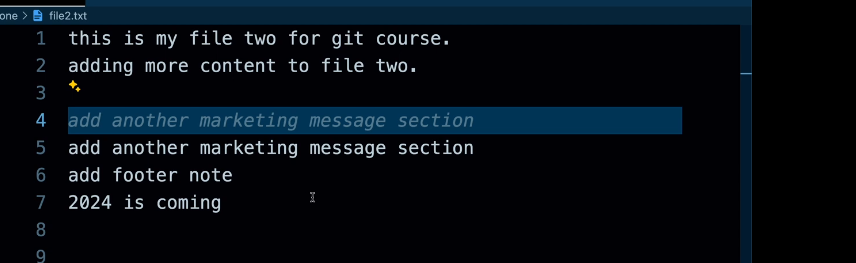 one > file2.txt
1 this is my file two for git course.
2 adding more content to file two.
3
4 add another marketing message section
5 add another marketing message section
6 add footer note
7 2024 is coming
8
9